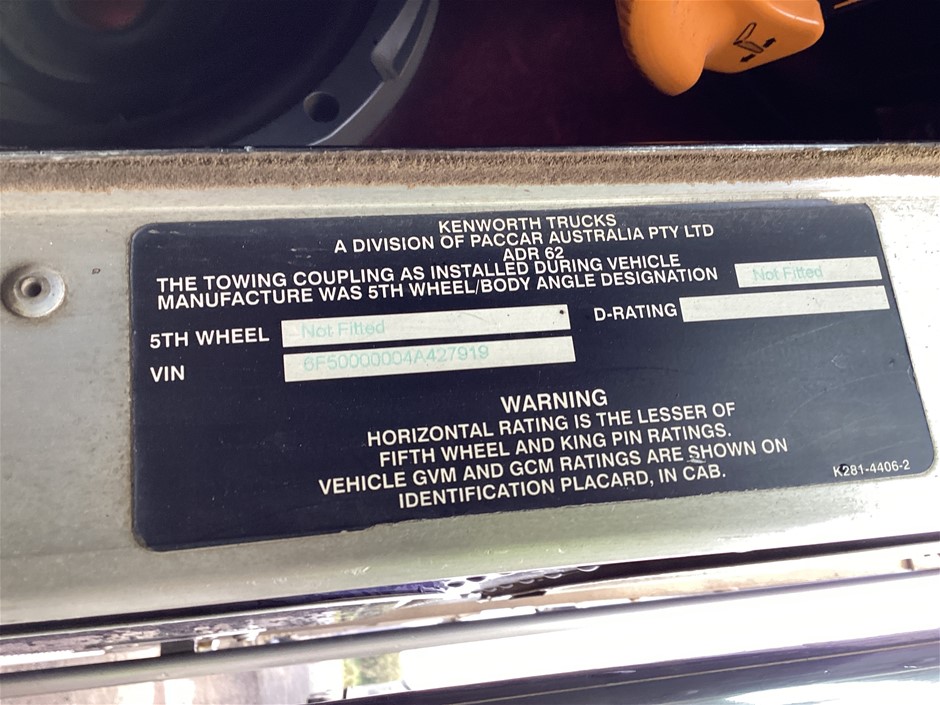 KENWORTH TRUCKS
A DIVISION OF PACCAR AUSTRALIA PTY LTD
ADR 62
THE TOWING COUPLING AS INSTALLED DURING VEHICLE
MANUFACTURE WAS 5TH WHEEL/BODY ANGLE DESIGNATION Not Fitted
5TH WHEEL Not Fitted D-RATING
VIN 6F50000004A427919
WARNING
HORIZONTAL RATING IS THE LESSER OF
FIFTH WHEEL AND KING PIN RATINGS.
VEHICLE GVM AND GCM RATINGS ARE SHOWN ON
IDENTIFICATION PLACARD, IN CAB.
K281-4406-2